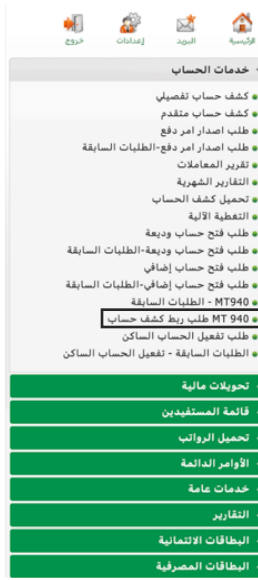 الرئيسية
البريد
إعدادات
خروج
خدمات الحساب
كشف حساب تفصيلي
كشف حساب متقدم
طلب اصدار امر دفع
طلب اصدار امر دفع-الطلبات السابقة
تقرير المعاملات
التقارير الشهرية
تحميل كشف الحساب
التغطية الآلية
طلب فتح حساب وديعة
طلب فتح حساب وديعة-الطلبات السابقة
طلب فتح حساب إضافي
طلب فتح حساب إضافي-الطلبات السابقة
MT940 - الطلبات السابقة
MT 940 طلب ربط كشف حساب
طلب تفعيل الحساب الساكن
الطلبات السابقة - تفعيل الحساب الساكن
تحويلات مالية
قائمة المستفيدين
تحميل الرواتب
الأوامر الدائمة
خدمات عامة
التقارير
البطاقات الائتمانية
البطاقات المصرفية